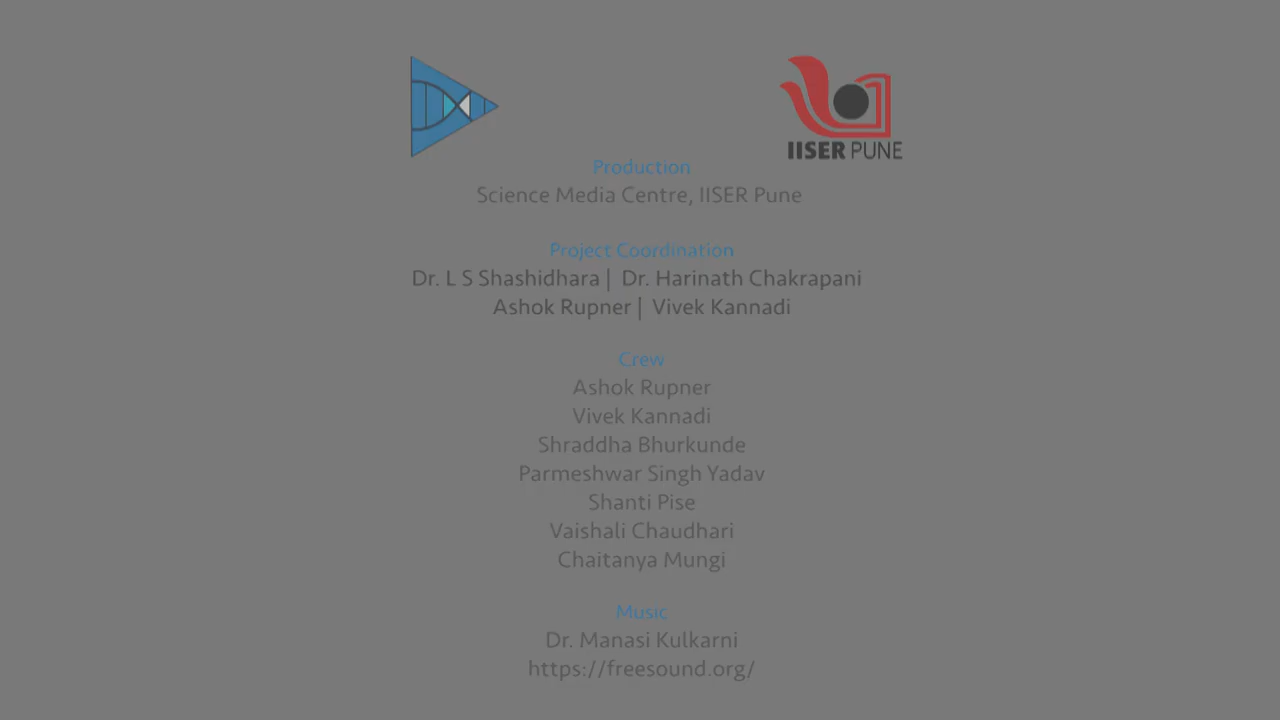 IISER PUNE
Production
Science Media Centre, IISER Pune
Project Coordination
Dr. L S Shashidhara | Dr. Harinath Chakrapani
Ashok Rupner | Vivek Kannadi
Crew
Ashok Rupner
Vivek Kannadi
Shraddha Bhurkunde
Parmeshwar Singh Yadav
Shanti Pise
Vaishali Chaudhari
Chaitanya Mungi
Music
Dr. Manasi Kulkarni
https://freesound.org/